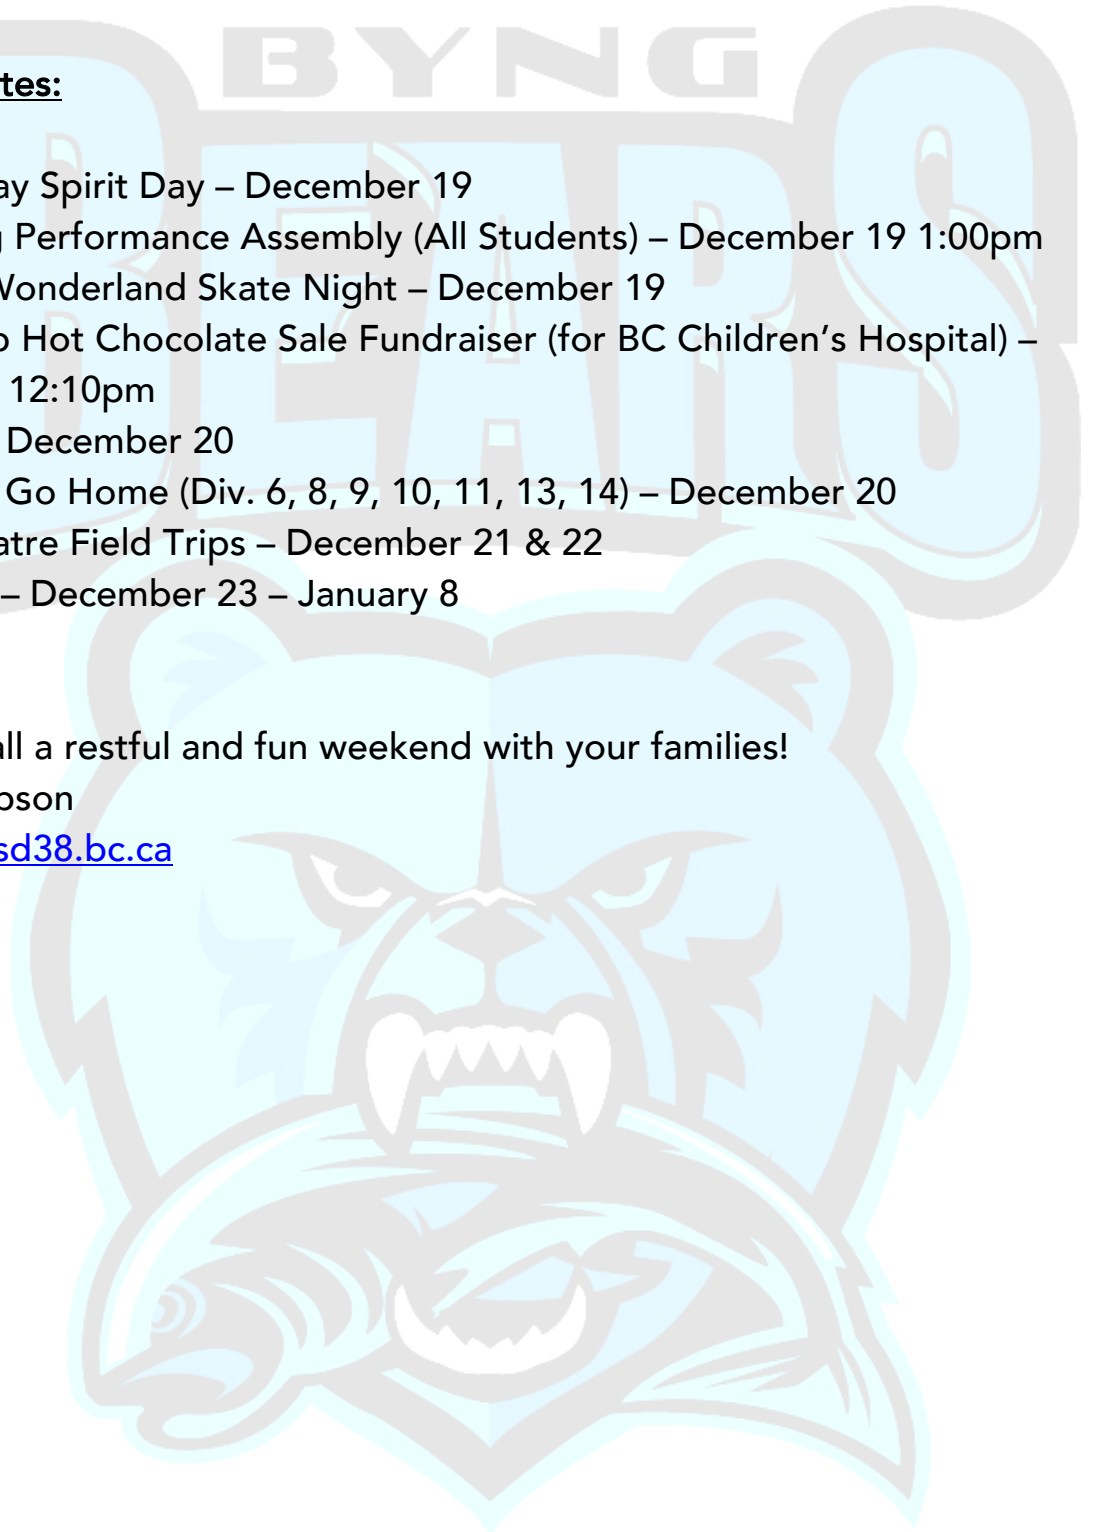 BYNG
BEARS
tes:
ay Spirit Day – December 19
g Performance Assembly (All Students) – December 19 1:00pm
Wonderland Skate Night – December 19
o Hot Chocolate Sale Fundraiser (for BC Children’s Hospital) –
12:10pm
December 20
Go Home (Div. 6, 8, 9, 10, 11, 13, 14) – December 20
atre Field Trips – December 21 & 22
– December 23 – January 8
all a restful and fun weekend with your families!
bson
sd38.bc.ca